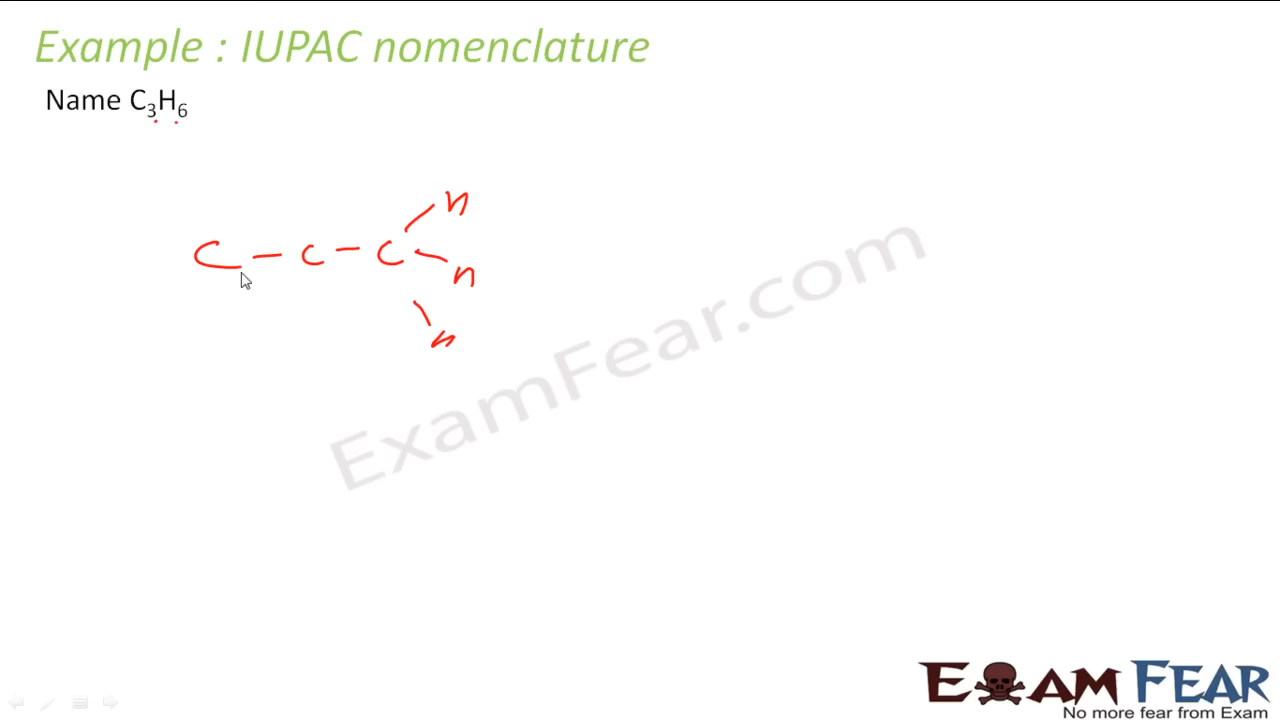 Example : IUPAC nomenclature
Name C₃H₆
n
C - c - C
n
n
ExamFear.com
EXAM FEAR
No more fear from Exam